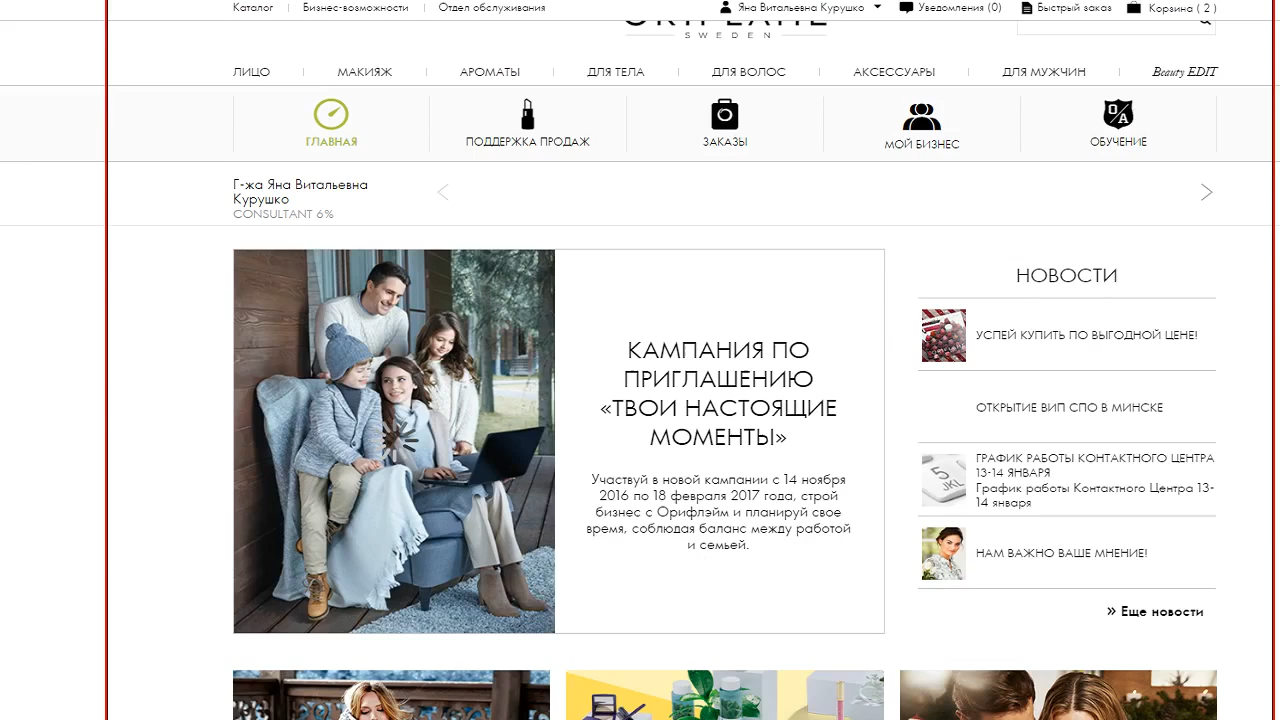 Каталог
Бизнес-возможности
Отдел обслуживания
Яна Витальевна Курушко
Уведомления (0)
Быстрый заказ
Корзина ( 2 )
ORIFLAME
SWEDEN
ЛИЦО
МАКИЯЖ
АРОМАТЫ
ДЛЯ ТЕЛА
ДЛЯ ВОЛОС
АКСЕССУАРЫ
ДЛЯ МУЖЧИН
Beauty EDIT
ГЛАВНАЯ
ПОДДЕРЖКА ПРОДАЖ
ЗАКАЗЫ
МОЙ БИЗНЕС
ОБУЧЕНИЕ
Г-жа Яна Витальевна
Курушко
CONSULTANT 6%
КАМПАНИЯ ПО
ПРИГЛАШЕНИЮ
«ТВОИ НАСТОЯЩИЕ
МОМЕНТЫ»
Участвуй в новой кампании с 14 ноября
2016 по 18 февраля 2017 года, строй
бизнес с Орифлэйм и планируй свое
время, соблюдая баланс между работой
и семьей.
НОВОСТИ
УСПЕЙ КУПИТЬ ПО ВЫГОДНОЙ ЦЕНЕ!
ОТКРЫТИЕ ВИП СПО В МИНСКЕ
ГРАФИК РАБОТЫ КОНТАКТНОГО ЦЕНТРА
13-14 ЯНВАРЯ
График работы Контактного Центра 13-
14 января
НАМ ВАЖНО ВАШЕ МНЕНИЕ!
» Еще новости